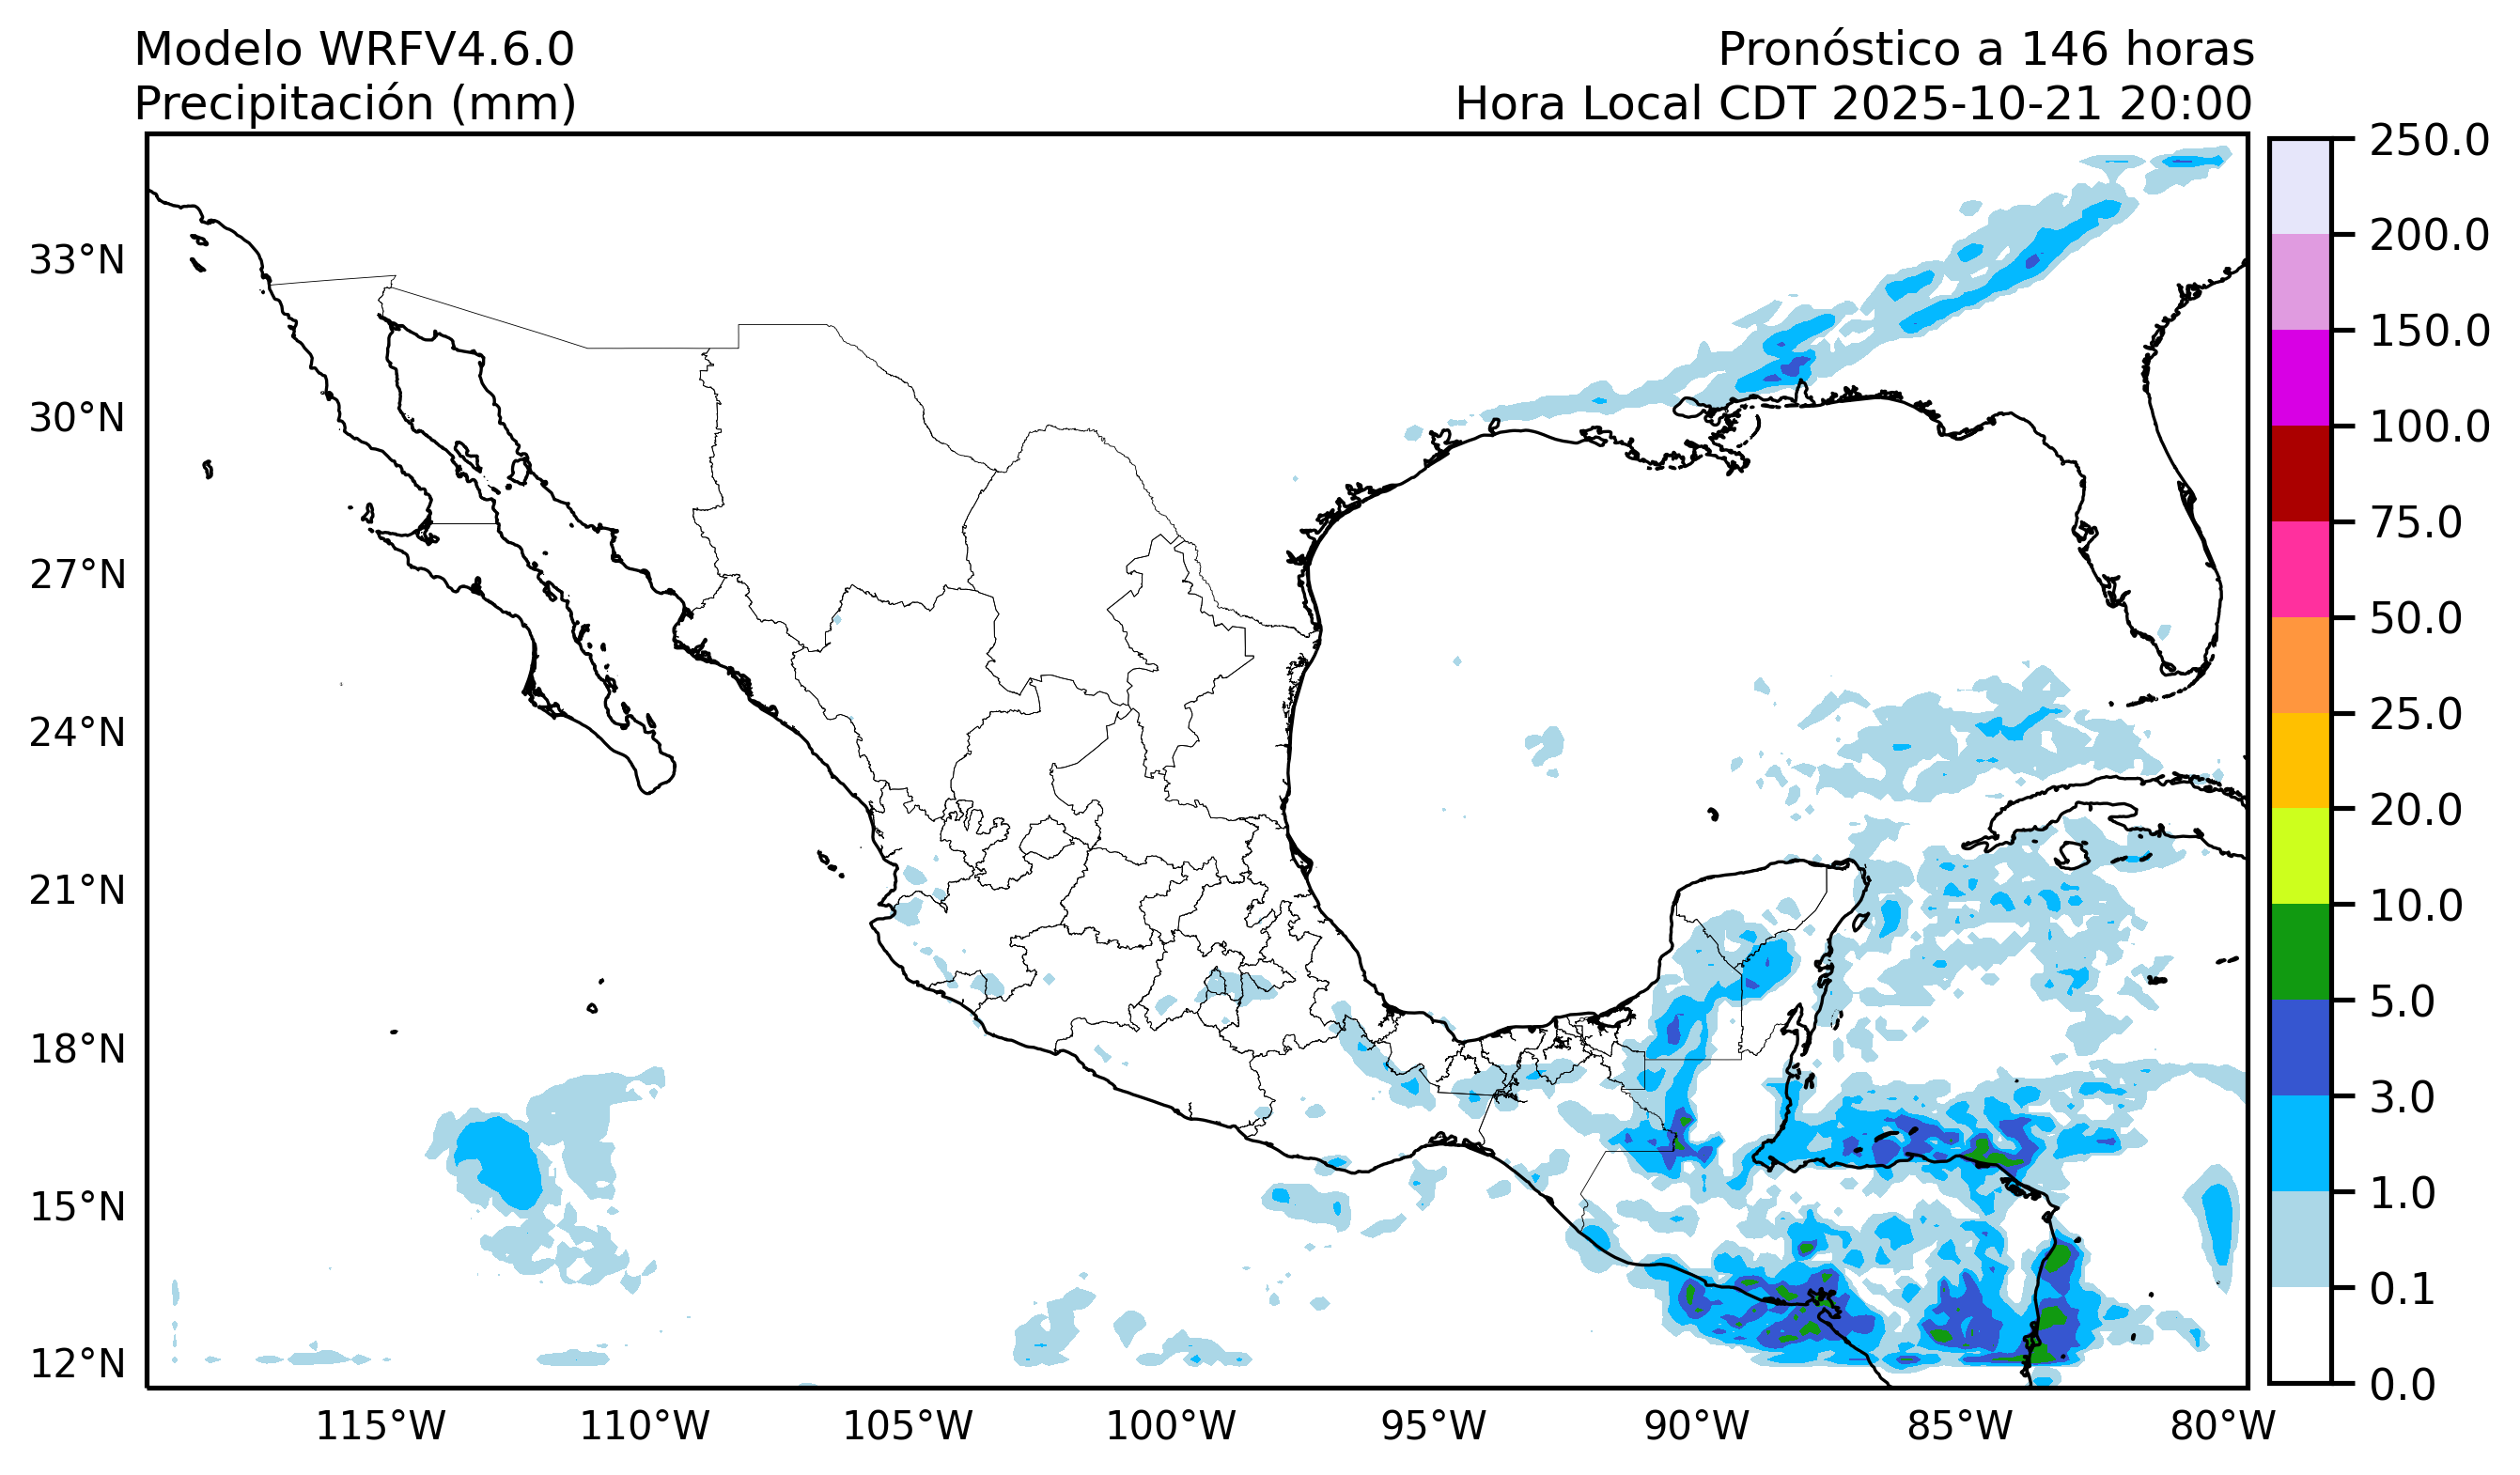 Modelo WRFV4.6.0
Precipitación (mm)
Pronóstico a 146 horas
Hora Local CDT 2025-10-21 20:00
33°N
30°N
27°N
24°N
21°N
18°N
15°N
12°N
115°W
110°W
105°W
100°W
95°W
90°W
85°W
80°W
250.0
200.0
150.0
100.0
75.0
50.0
25.0
20.0
10.0
5.0
3.0
1.0
0.1
0.0